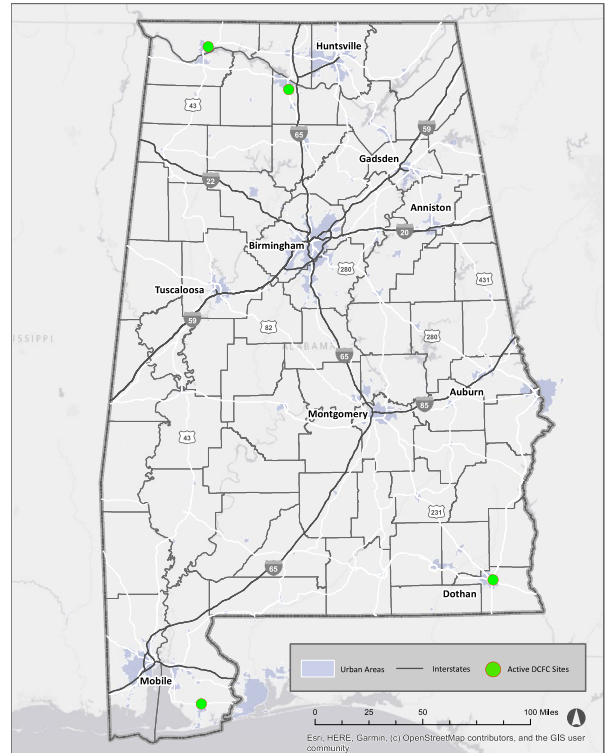 Huntsville
43
65
59
Gadsden
22
Anniston
20
Birmingham
280
431
Tuscaloosa
59
82
280
ISSIPPI
ALABAMA
65
Auburn
85
Montgomery
43
231
65
Dothan
Mobile
Urban Areas
Interstates
Active DCFC Sites
0 25 50 100 Miles
Esri, HERE, Garmin, (c) OpenStreetMap contributors, and the GIS user
community.